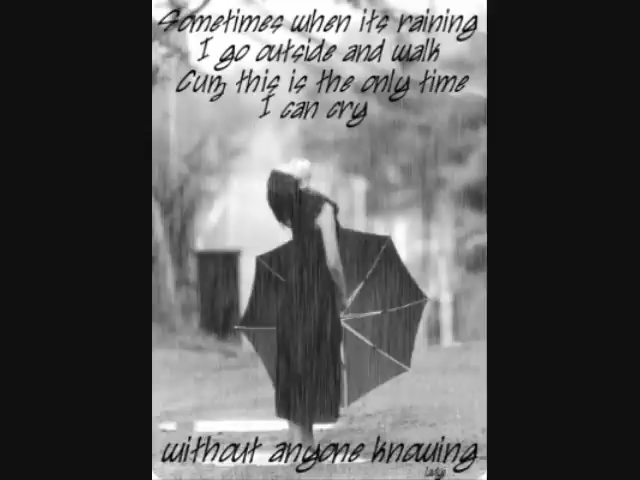 Sometimes when its raining
I go outside and walk
Cuz this is the only time
I can cry
without anyone knowing